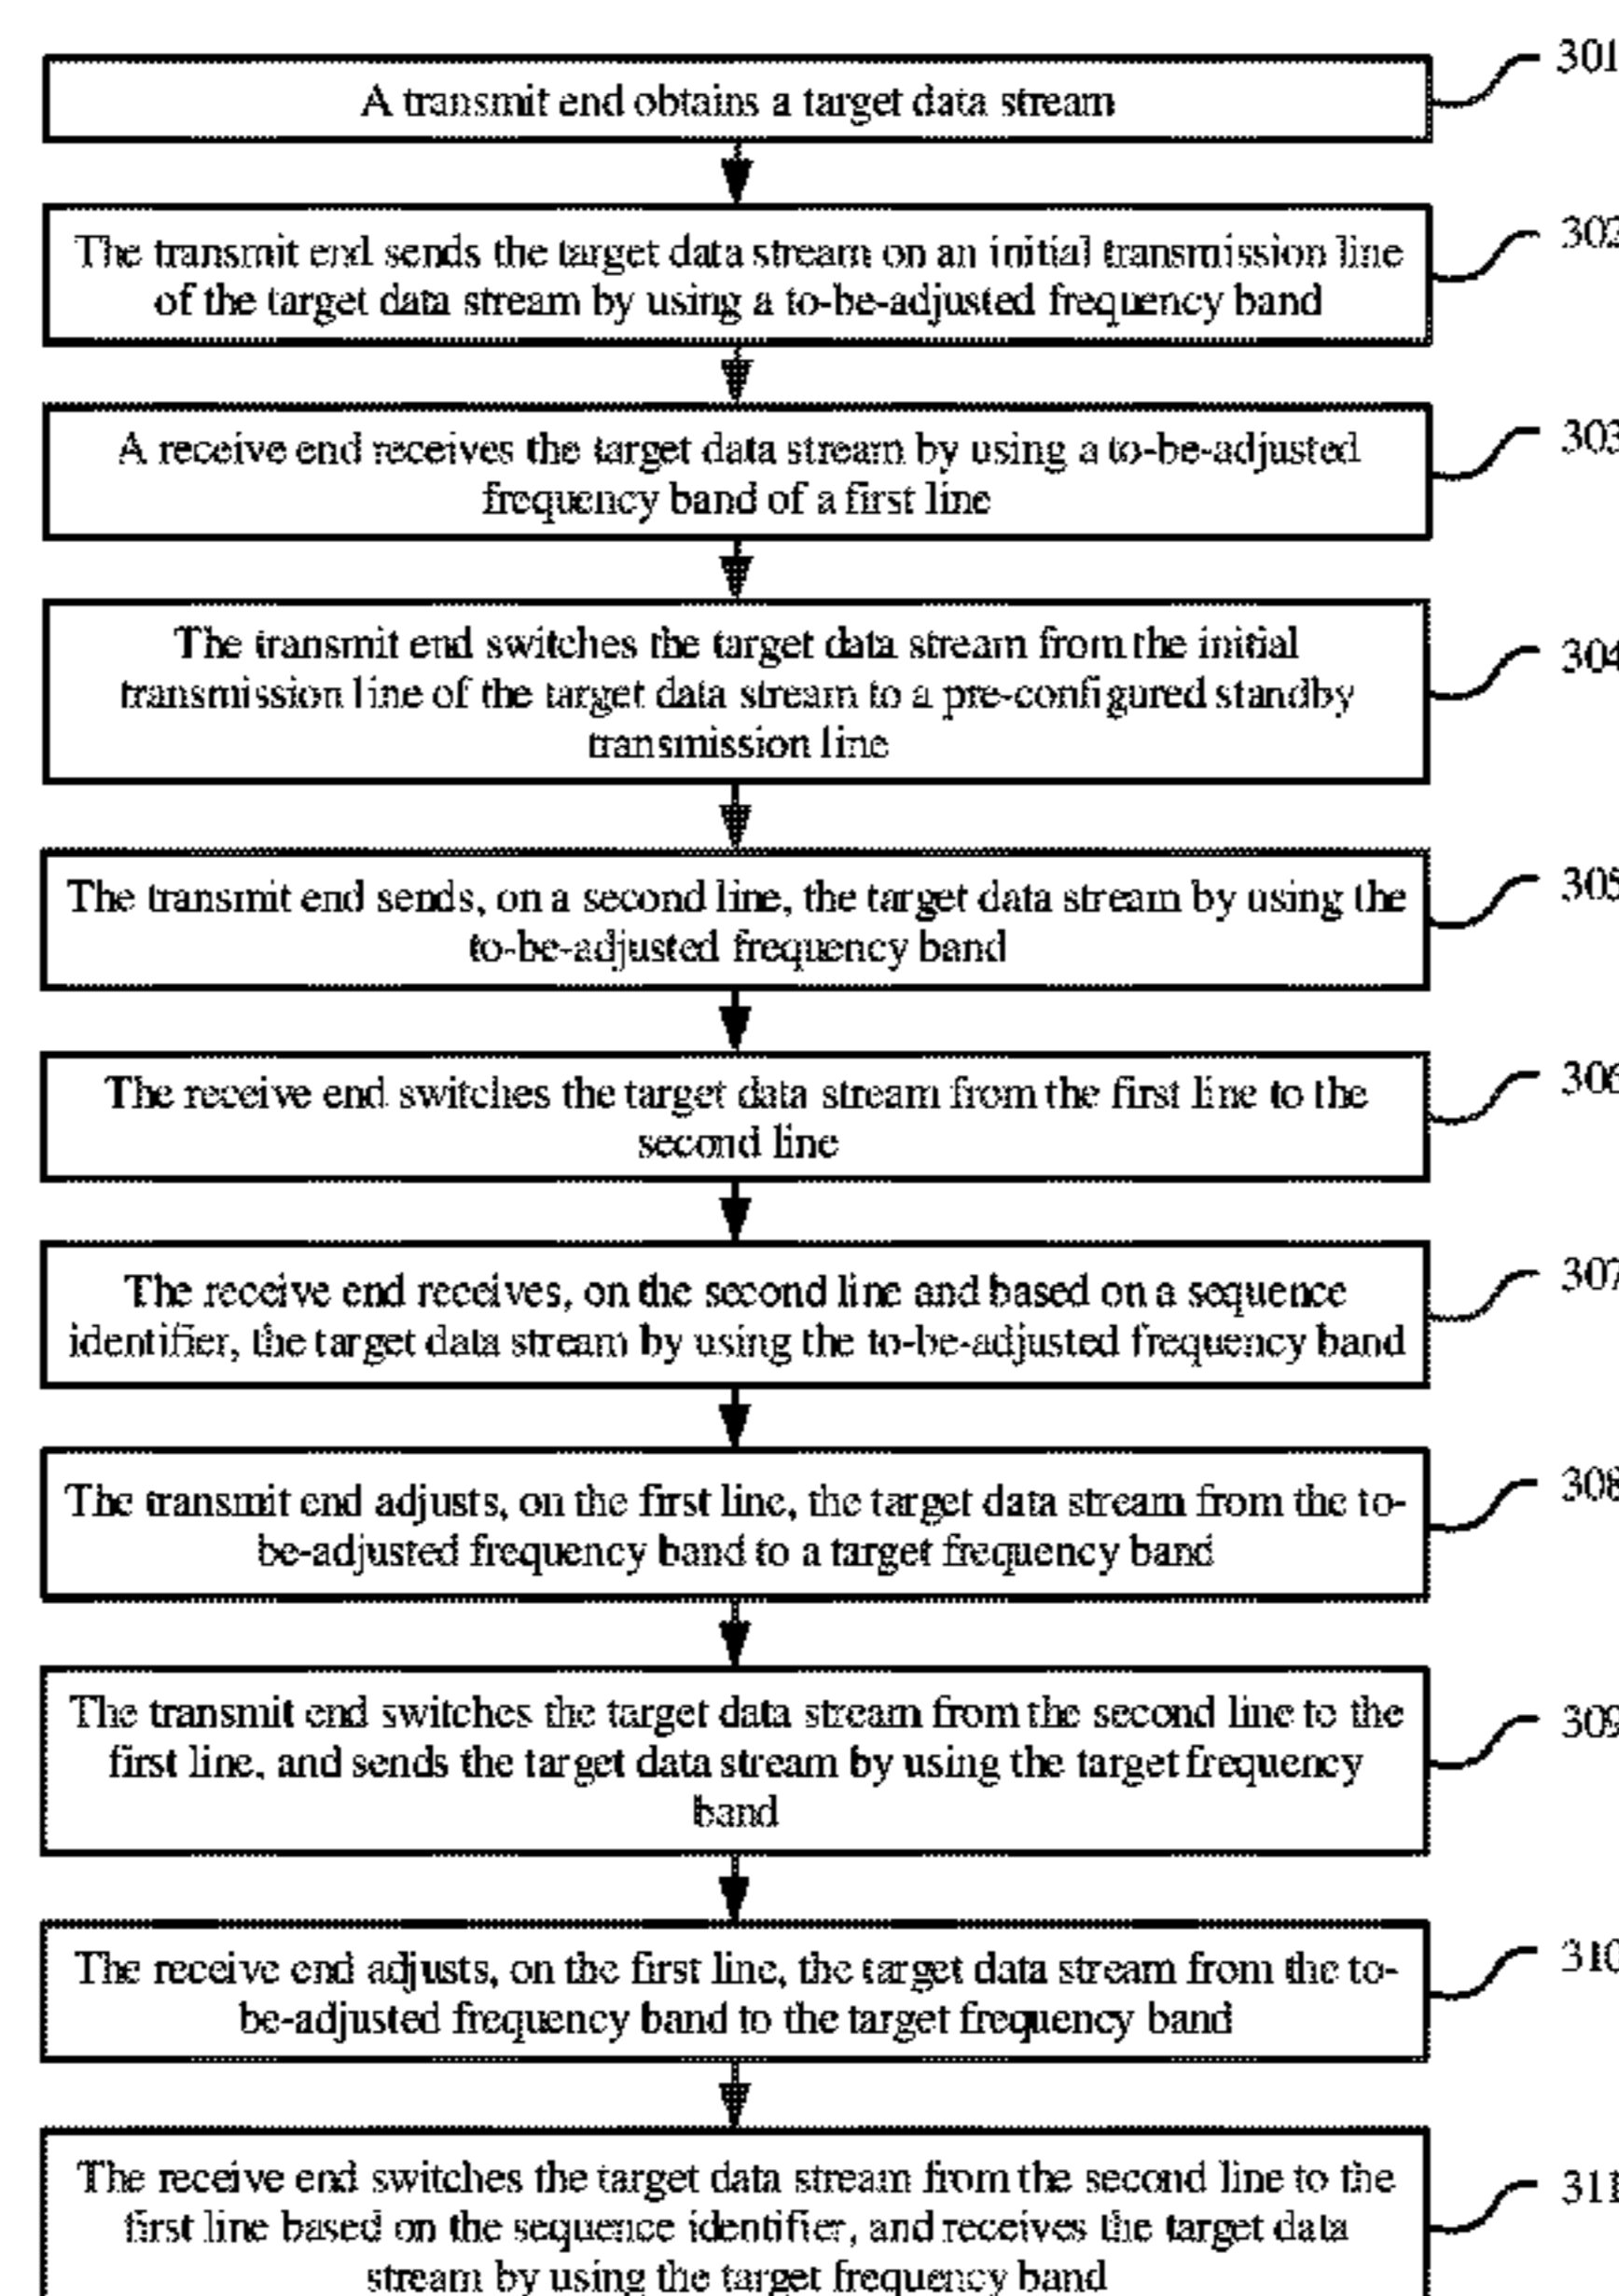 A transmit end obtains a target data stream
301
The transmit end sends the target data stream on an initial transmission line
of the target data stream by using a to-be-adjusted frequency band
302
A receive end receives the target data stream by using a to-be-adjusted
frequency band of a first line
303
The transmit end switches the target data stream from the initial
transmission line of the target data stream to a pre-configured standby
transmission line
304
The transmit end sends, on a second line, the target data stream by using the
to-be-adjusted frequency band
305
The receive end switches the target data stream from the first line to the
second line
306
The receive end receives, on the second line and based on a sequence
identifier, the target data stream by using the to-be-adjusted frequency band
307
The transmit end adjusts, on the first line, the target data stream from the to-
be-adjusted frequency band to a target frequency band
308
The transmit end switches the target data stream from the second line to the
first line, and sends the target data stream by using the target frequency
band
309
The receive end adjusts, on the first line, the target data stream from the to-
be-adjusted frequency band to the target frequency band
310
The receive end switches the target data stream from the second line to the
first line based on the sequence identifier, and receives the target data
stream by using the target frequency band
311